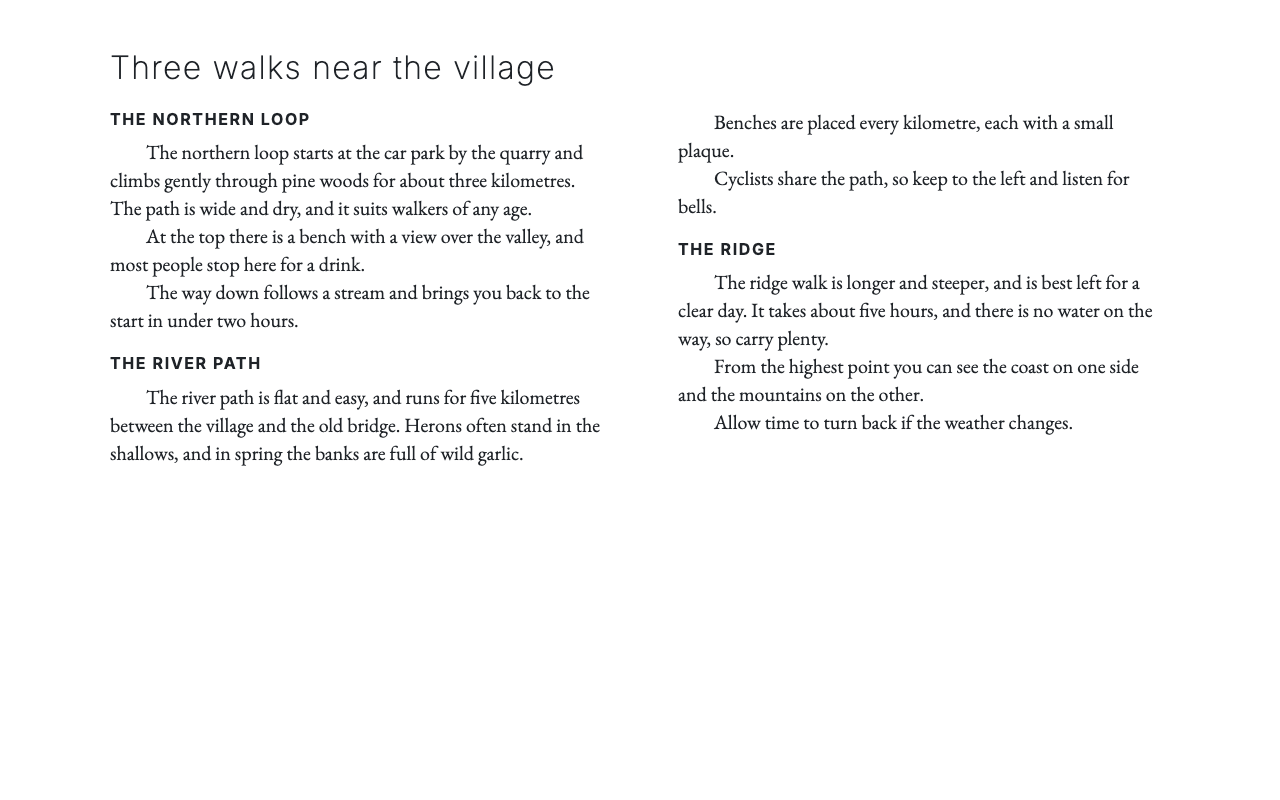 Three walks near the village
THE NORTHERN LOOP
The northern loop starts at the car park by the quarry and
climbs gently through pine woods for about three kilometres.
The path is wide and dry, and it suits walkers of any age.
At the top there is a bench with a view over the valley, and
most people stop here for a drink.
The way down follows a stream and brings you back to the
start in under two hours.
THE RIVER PATH
The river path is flat and easy, and runs for five kilometres
between the village and the old bridge. Herons often stand in the
shallows, and in spring the banks are full of wild garlic.
Benches are placed every kilometre, each with a small
plaque.
Cyclists share the path, so keep to the left and listen for
bells.
THE RIDGE
The ridge walk is longer and steeper, and is best left for a
clear day. It takes about five hours, and there is no water on the
way, so carry plenty.
From the highest point you can see the coast on one side
and the mountains on the other.
Allow time to turn back if the weather changes.